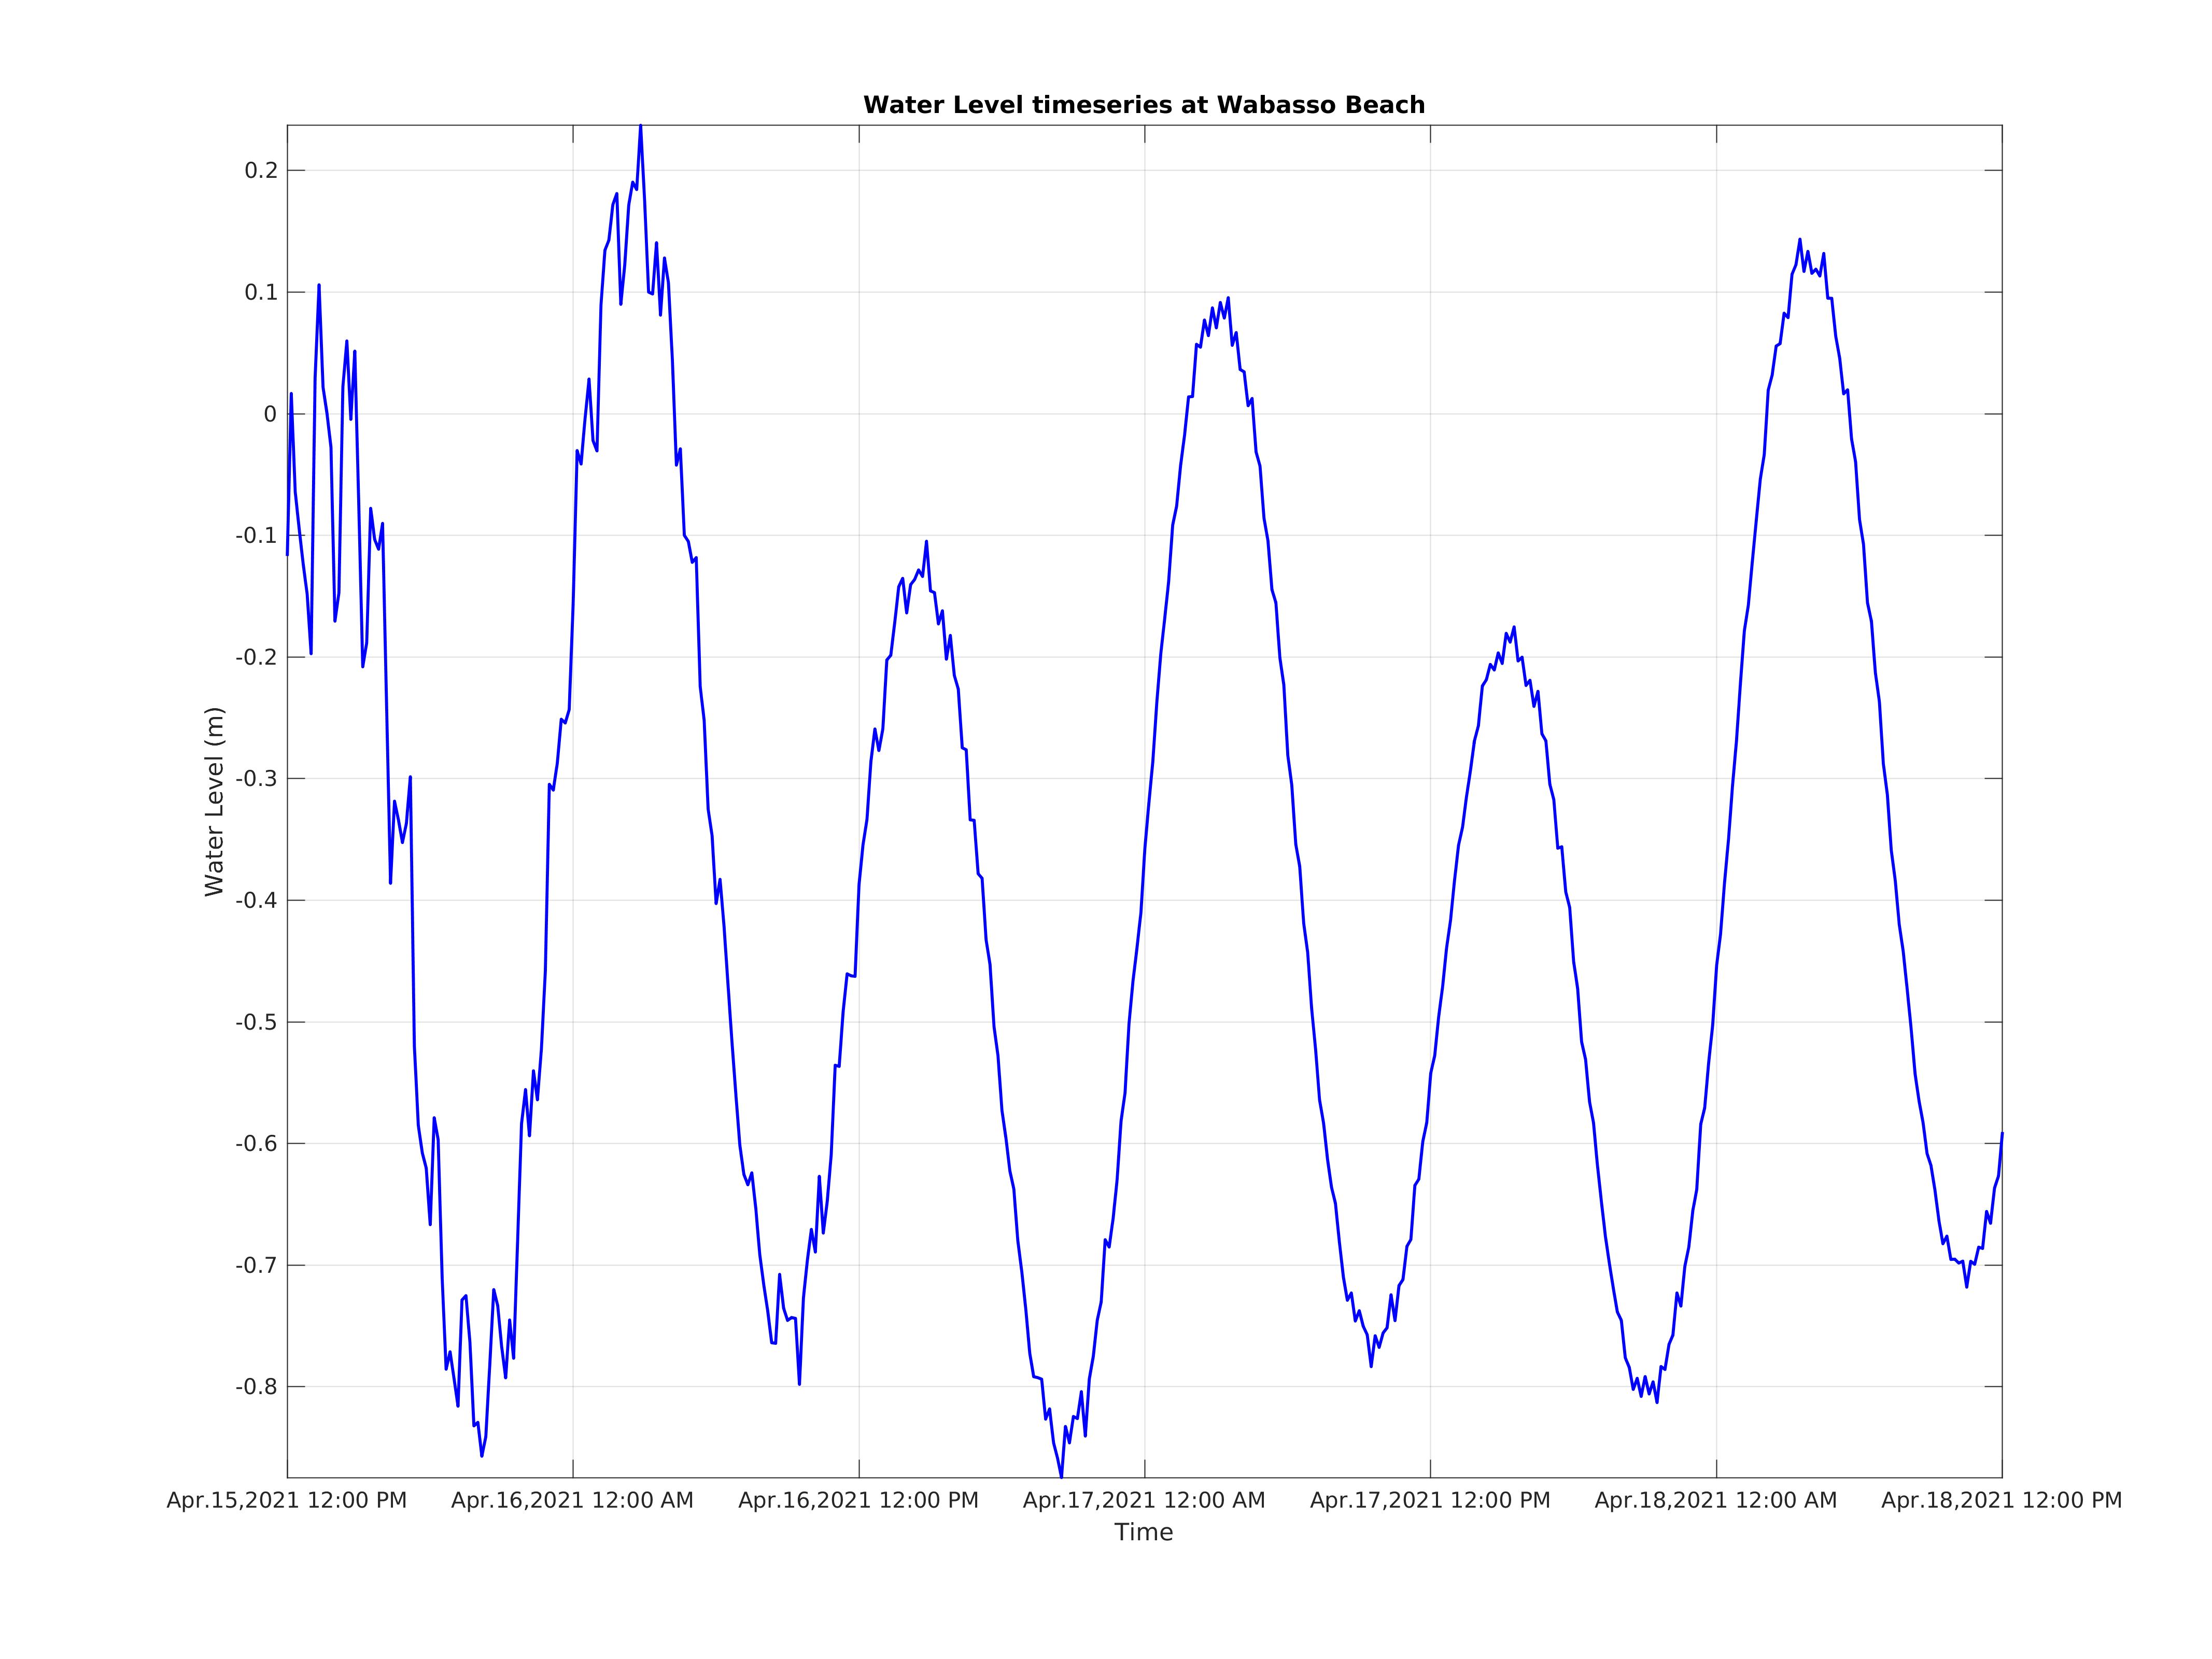 Water Level timeseries at Wabasso Beach
0.2
0.1
0
-0.1
-0.2
-0.3
-0.4
-0.5
-0.6
-0.7
-0.8
Water Level (m)
Apr.15,2021 12:00 PM Apr.16,2021 12:00 AM Apr.16,2021 12:00 PM Apr.17,2021 12:00 AM Apr.17,2021 12:00 PM Apr.18,2021 12:00 AM Apr.18,2021 12:00 PM
Time